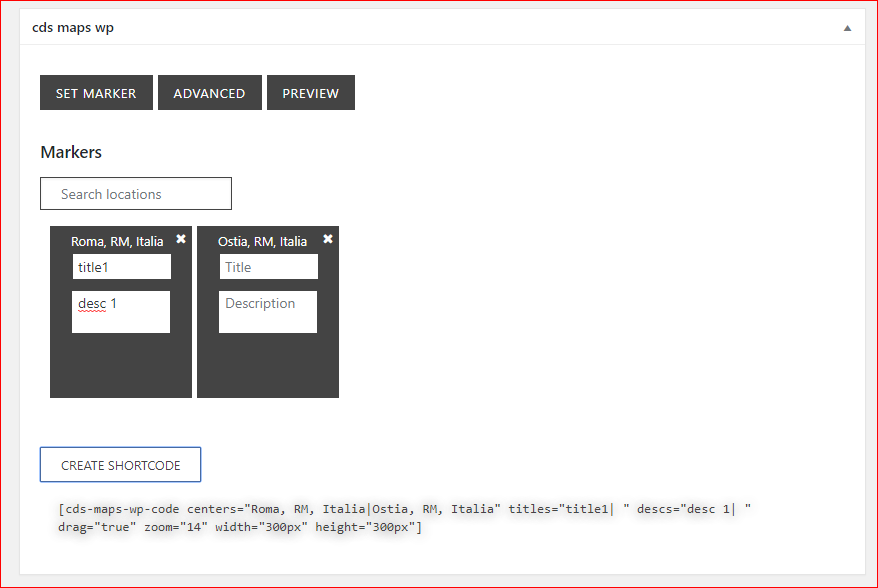 cds maps wp
SET MARKER ADVANCED PREVIEW
Markers
Search locations
Roma, RM, Italia Ostia, RM, Italia
title1 Title
desc 1 Description
CREATE SHORTCODE
[cds-maps-wp-code centers="Roma, RM, Italia|Ostia, RM, Italia" titles="title1| " descs="desc 1| "
drag="true" zoom="14" width="300px" height="300px"]